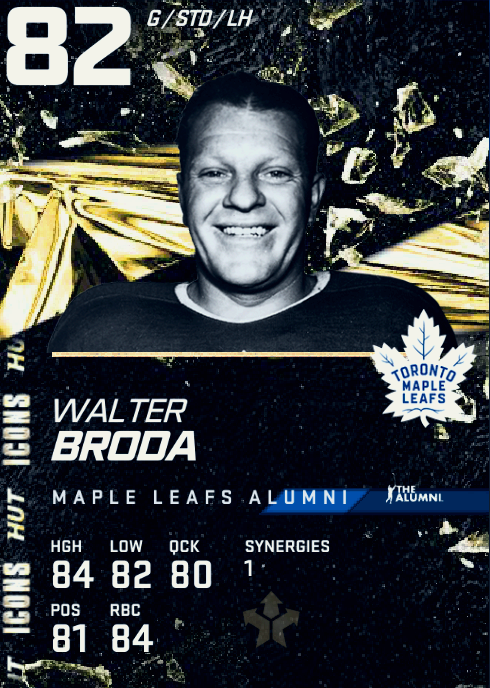 82
G/STD/LH
TORONTO
MAPLE
LEAFS
WALTER
BRODA
MAPLE LEAFS ALUMNI
THE
ALUMNI
HGH LOW QCK SYNERGIES
84 82 80 1
POS RBC
81 84
HUT
ICONS
HUT
ICONS